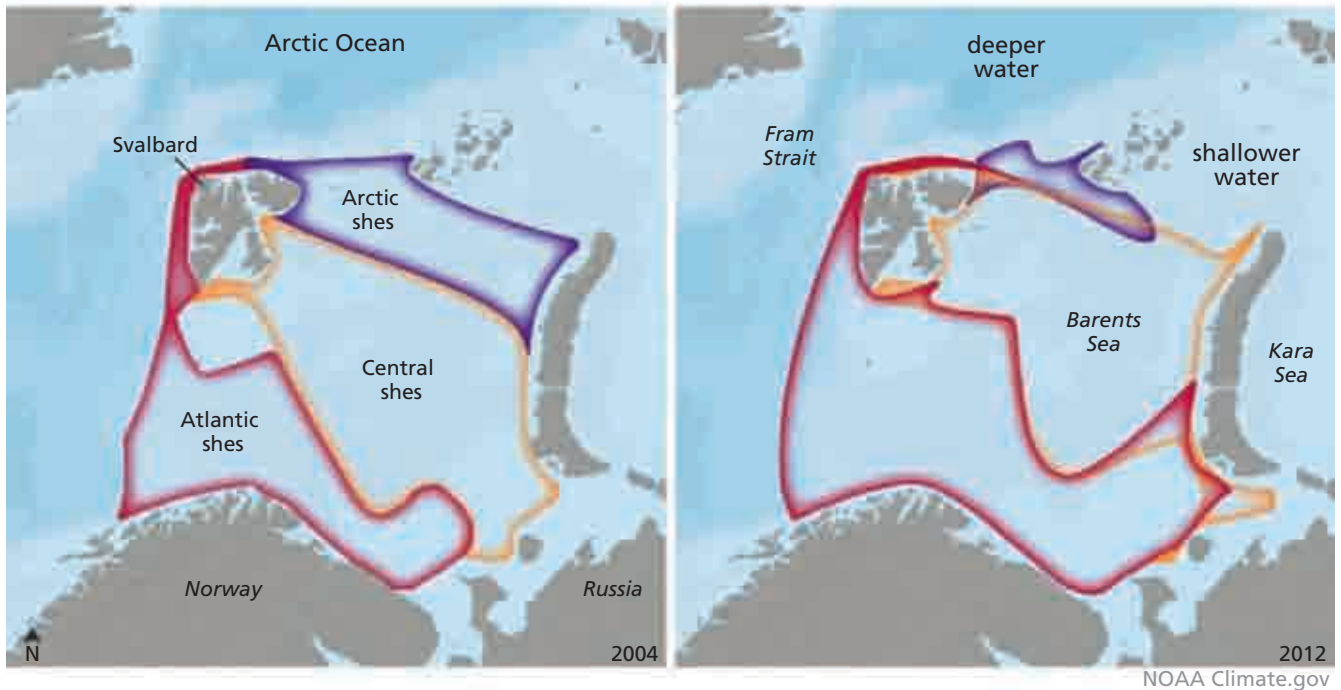 Arctic Ocean
Svalbard
Arctic
shes
Central
shes
Atlantic
shes
Norway
Russia
N
2004
deeper
water
Fram
Strait
shallower
water
Barents
Sea
Kara
Sea
2012
NOAA Climate.gov